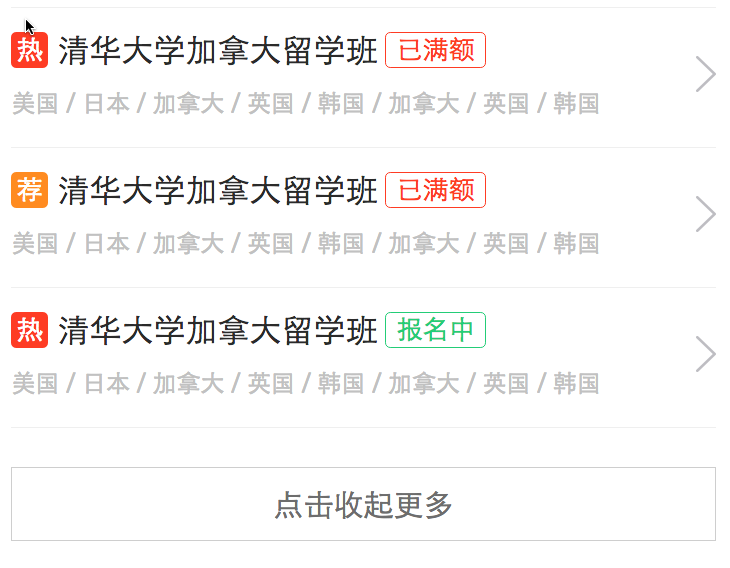 热 清华大学加拿大留学班 已满额
美国 / 日本 / 加拿大 / 英国 / 韩国 / 加拿大 / 英国 / 韩国
荐 清华大学加拿大留学班 已满额
美国 / 日本 / 加拿大 / 英国 / 韩国 / 加拿大 / 英国 / 韩国
热 清华大学加拿大留学班 报名中
美国 / 日本 / 加拿大 / 英国 / 韩国 / 加拿大 / 英国 / 韩国
点击收起更多